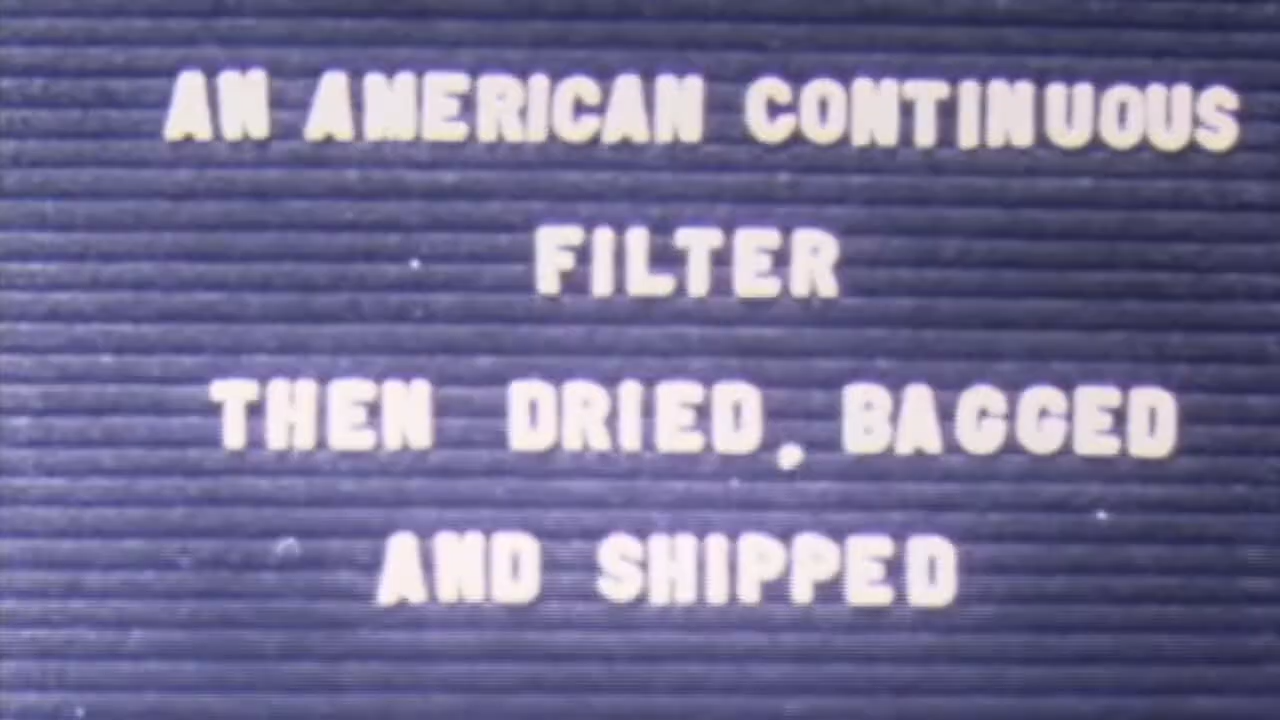 AN AMERICAN CONTINUOUS
FILTER
THEN DRIED, BAGGED
AND SHIPPED